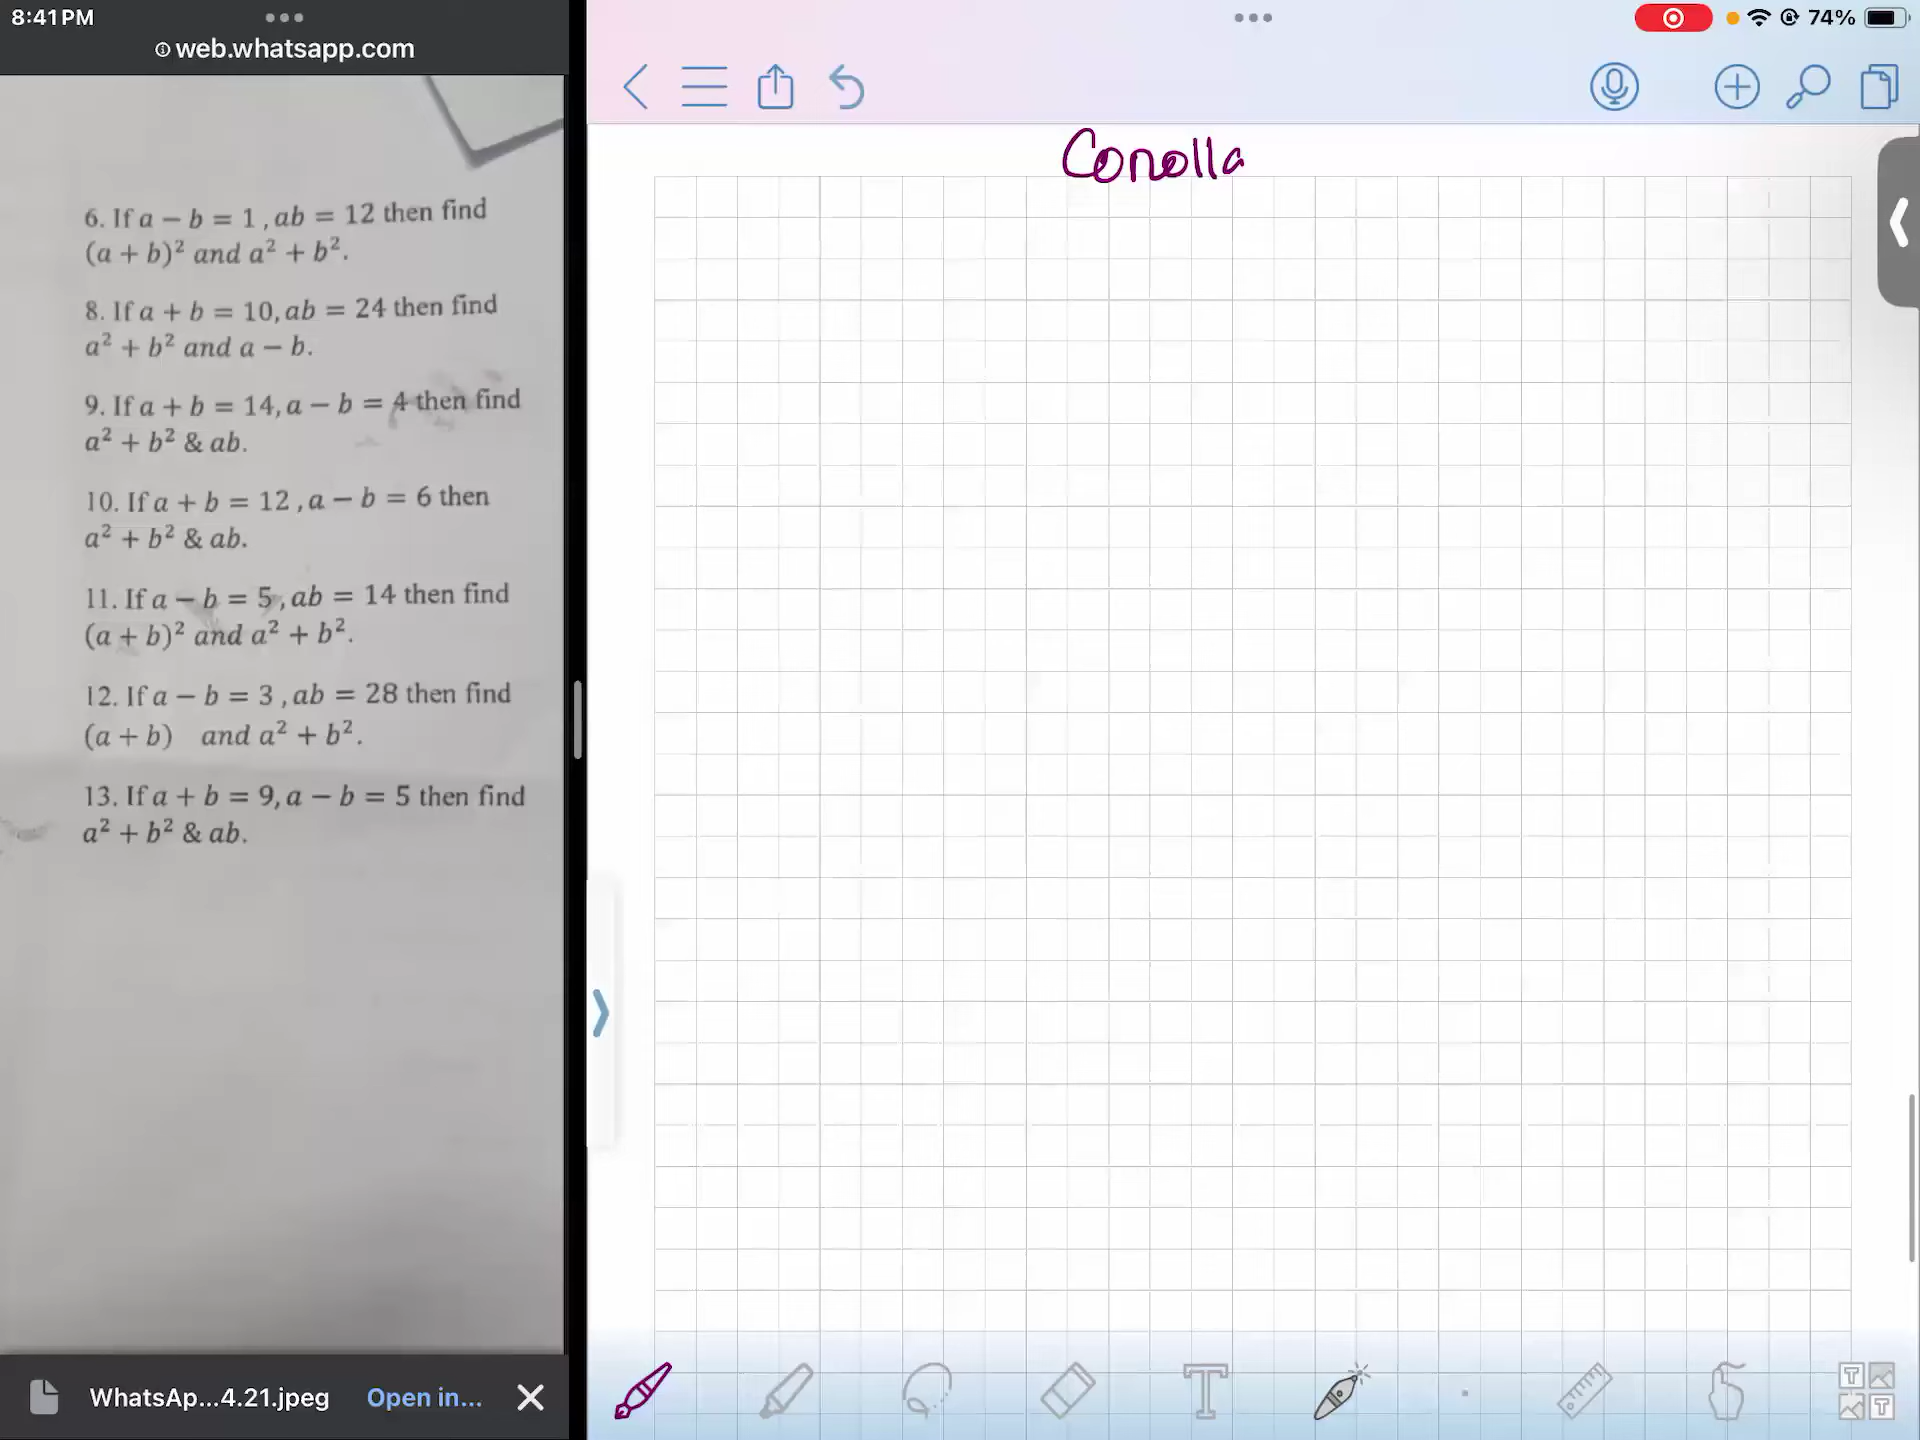 8:41 PM
web.whatsapp.com
74%
6. If a − b = 1 , ab = 12 then find
(a + b)² and a² + b².
8. If a + b = 10, ab = 24 then find
a² + b² and a − b.
9. If a + b = 14, a − b = 4 then find
a² + b² & ab.
10. If a + b = 12 , a − b = 6 then
a² + b² & ab.
11. If a − b = 5 , ab = 14 then find
(a + b)² and a² + b².
12. If a − b = 3 , ab = 28 then find
(a + b) and a² + b².
13. If a + b = 9, a − b = 5 then find
a² + b² & ab.
WhatsAp...4.21.jpeg Open in...
Conolla